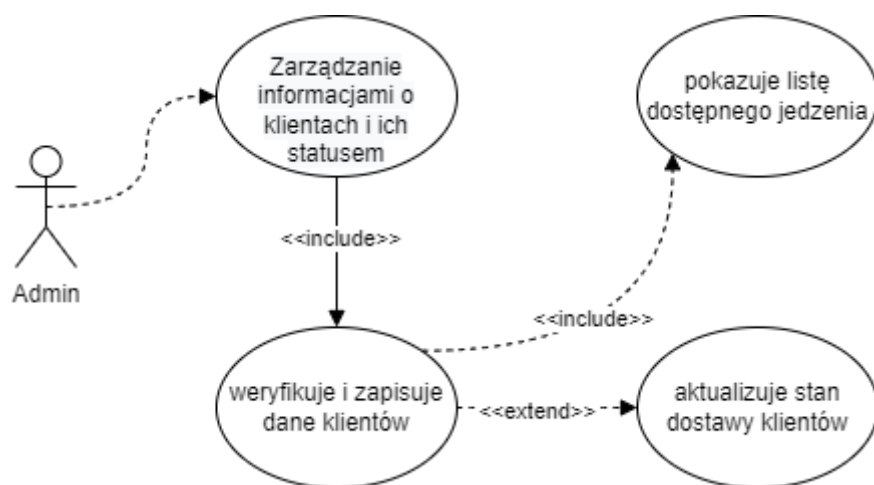 Zarządzanie
informacjami o
klientach i ich
statusem
pokazuje listę
dostępnego jedzenia
Admin
<<include>>
<<include>>
weryfikuje i zapisuje
dane klientów
<<extend>>
aktualizuje stan
dostawy klientów